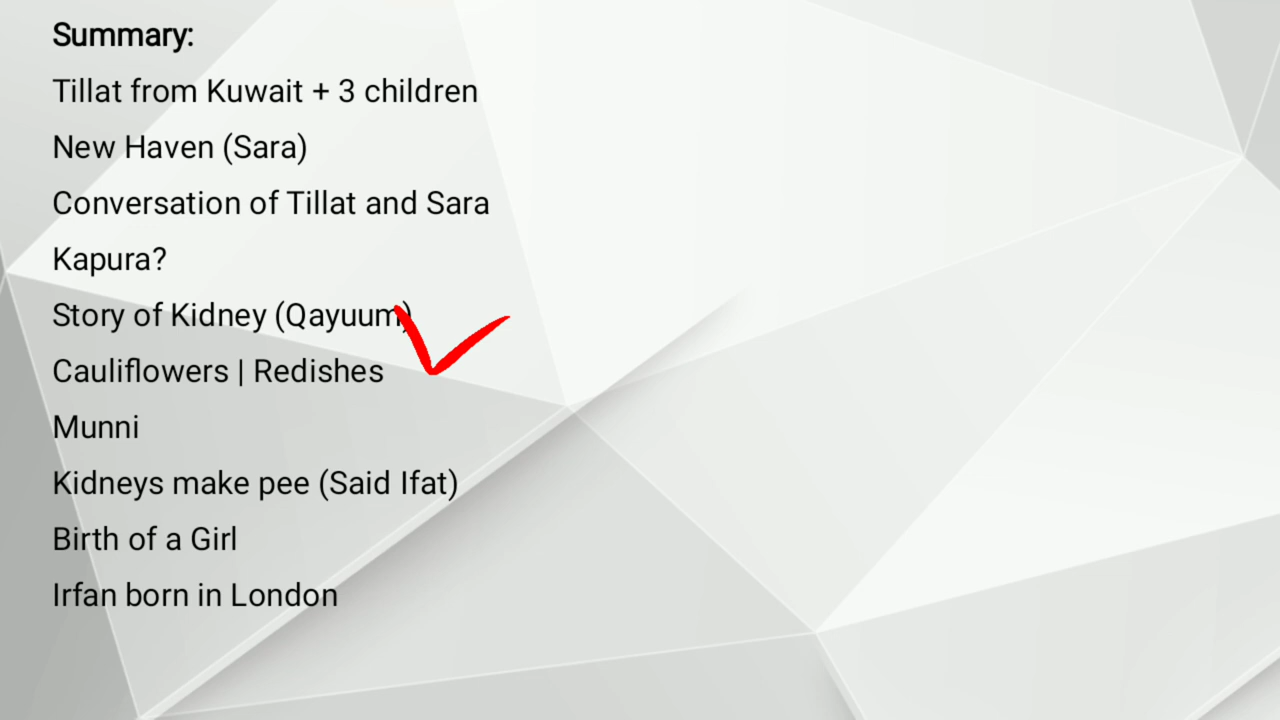 Summary:
Tillat from Kuwait + 3 children
New Haven (Sara)
Conversation of Tillat and Sara
Kapura?
Story of Kidney (Qayuum)
Cauliflowers | Redishes
Munni
Kidneys make pee (Said Ifat)
Birth of a Girl
Irfan born in London